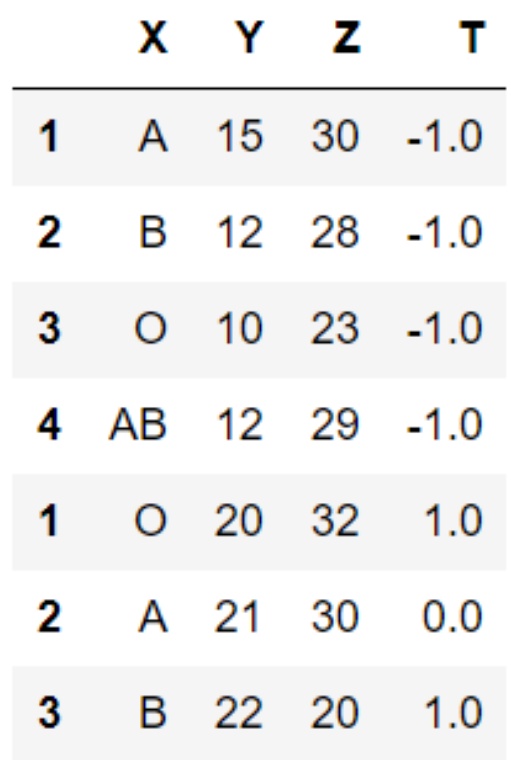 X Y Z T
1 A 15 30 -1.0
2 B 12 28 -1.0
3 O 10 23 -1.0
4 AB 12 29 -1.0
1 O 20 32 1.0
2 A 21 30 0.0
3 B 22 20 1.0